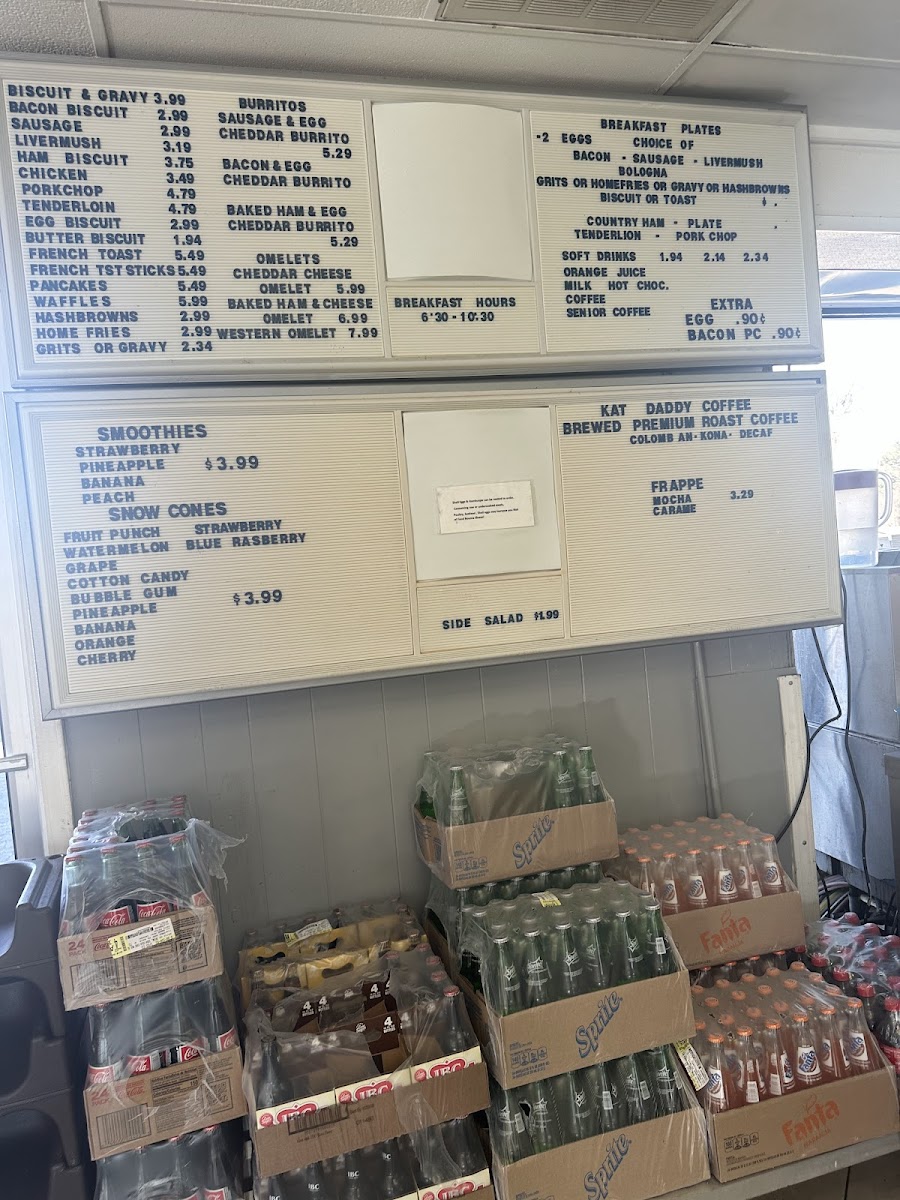 BISCUIT & GRAVY 3.99
BACON BISCUIT 2.99
SAUSAGE 2.99
LIVERMUSH 3.19
HAM BISCUIT 3.75
CHICKEN 3.49
PORKCHOP 4.79
TENDERLOIN 4.79
EGG BISCUIT 2.99
BUTTER BISCUIT 1.94
FRENCH TOAST 5.49
FRENCH TST STICKS 5.49
PANCAKES 5.49
WAFFLES 5.99
HASHBROWNS 2.99
HOME FRIES 2.99
GRITS OR GRAVY 2.34
BURRITOS
SAUSAGE & EGG
CHEDDAR BURRITO
5.29
BACON & EGG
CHEDDAR BURRITO
BAKED HAM & EGG
CHEDDAR BURRITO
5.29
OMELETS
CHEDDAR CHEESE
OMELET 5.99
BAKED HAM & CHEESE
OMELET 6.99
WESTERN OMELET 7.99
BREAKFAST HOURS
6:30 - 10:30
BREAKFAST PLATES
-2 EGGS CHOICE OF
BACON - SAUSAGE - LIVERMUSH
BOLOGNA
GRITS OR HOMEFRIES OR GRAVY OR HASHBROWNS
BISCUIT OR TOAST
COUNTRY HAM - PLATE
TENDERLION - PORK CHOP
SOFT DRINKS 1.94 2.14 2.34
ORANGE JUICE
MILK HOT CHOC.
COFFEE
SENIOR COFFEE
EXTRA
EGG .90¢
BACON PC .90¢
SMOOTHIES
STRAWBERRY
PINEAPPLE $3.99
BANANA
PEACH
SNOW CONES
FRUIT PUNCH STRAWBERRY
WATERMELON BLUE RASBERRY
GRAPE
COTTON CANDY
BUBBLE GUM
PINEAPPLE $3.99
BANANA
ORANGE
CHERRY
SIDE SALAD $1.99
KAT DADDY COFFEE
BREWED PREMIUM ROAST COFFEE
COLOMB AN - KONA - DECAF
FRAPPE
MOCHA 3.29
CARAME
Sprite
Sprite
Sprite
Fanta
Fanta
24
Coca-Cola
Coca-Cola
IBC
IBC
IBC
4
4
4